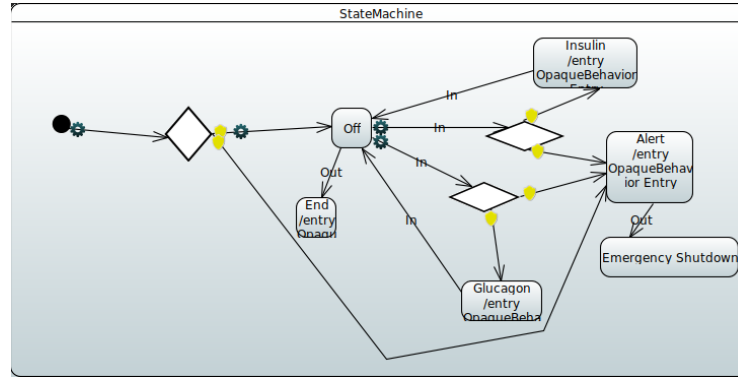 StateMachine
Insulin
/entry
OpaqueBehavior
In
Off
In
Alert
/entry
OpaqueBehav
ior Entry
In
Out
End
/entry
In
Out
Emergency Shutdown
Glucagon
/entry
OpaqueBeha